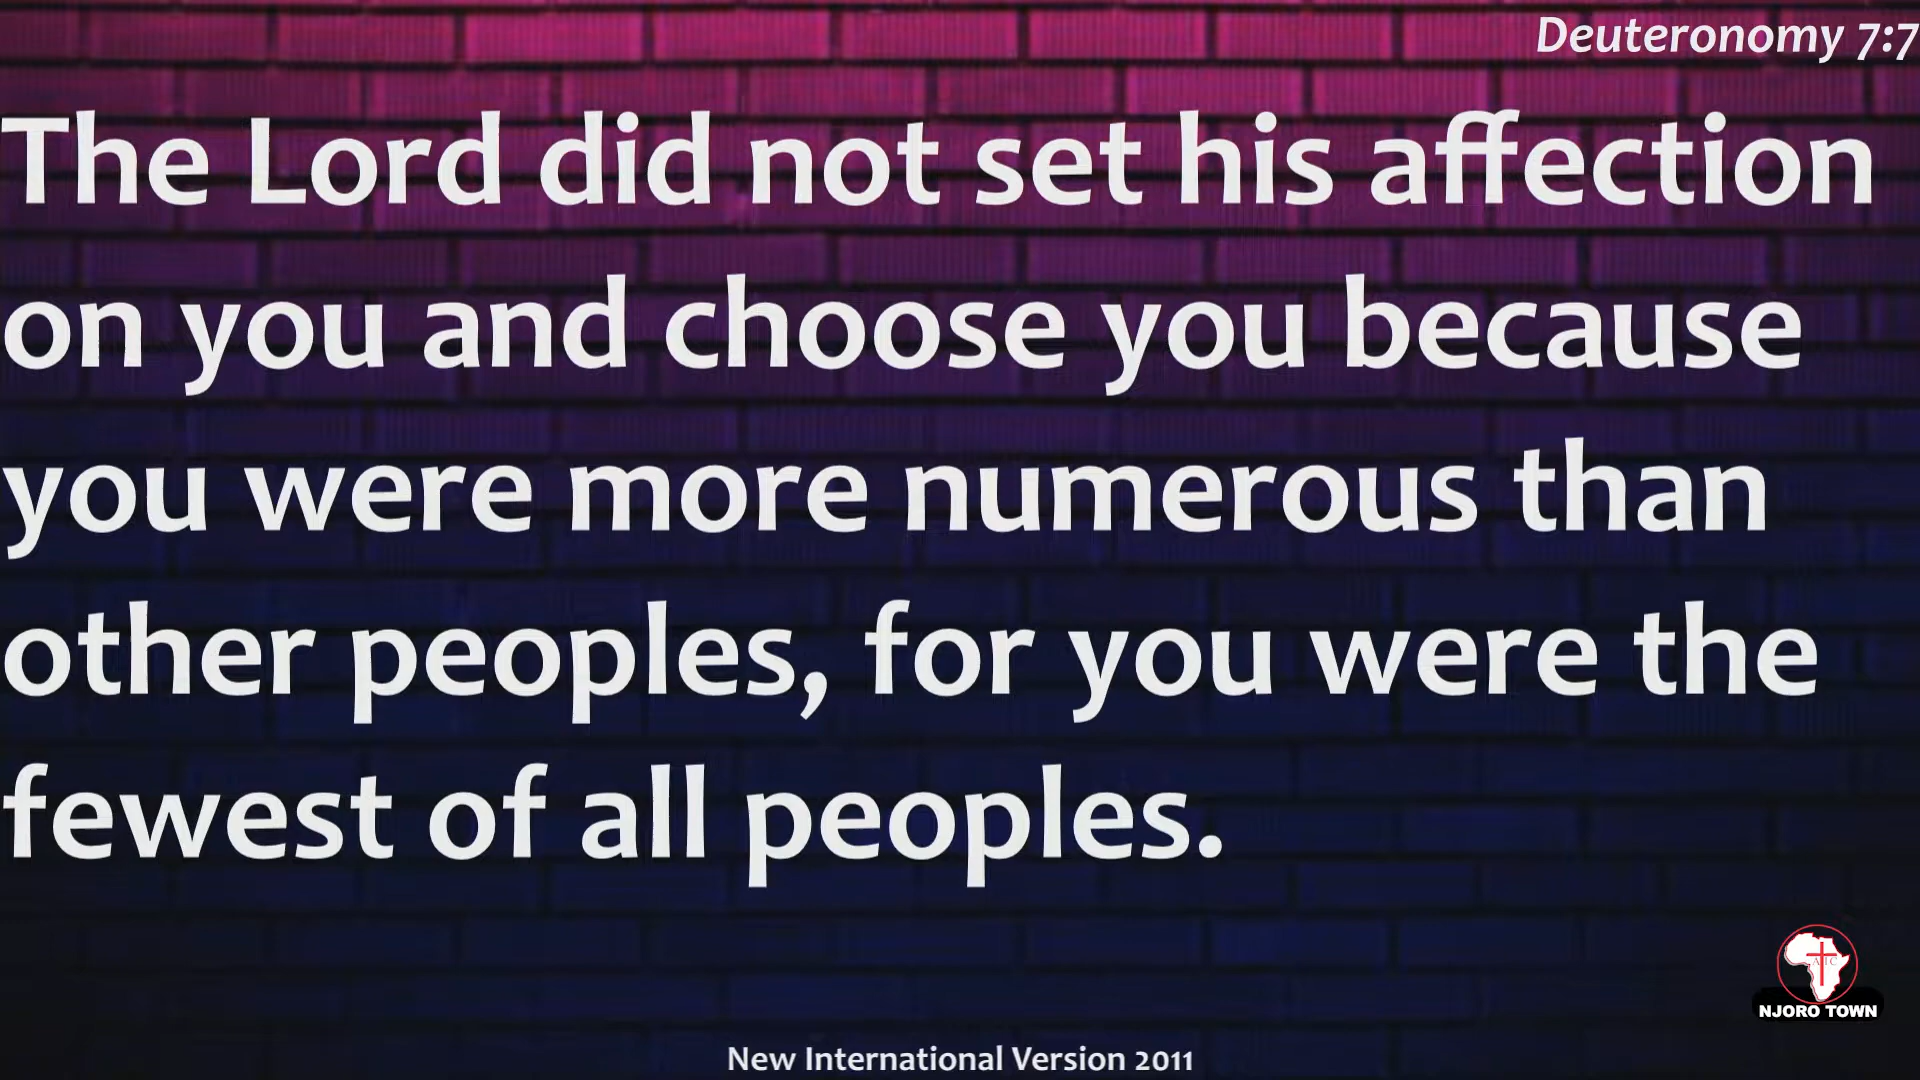 Deuteronomy 7:7
The Lord did not set his affection
on you and choose you because
you were more numerous than
other peoples, for you were the
fewest of all peoples.
AIC
NJORO TOWN
New International Version 2011